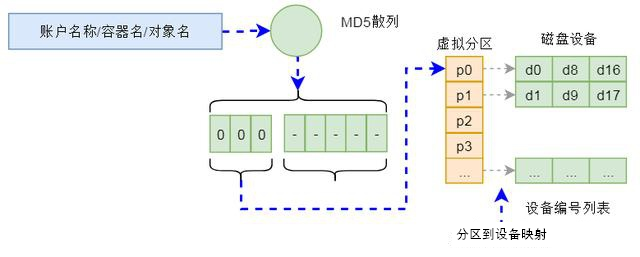 账户名称/容器名/对象名
MD5散列
虚拟分区
磁盘设备
0 0 0 - - - - -
p0 d0 d8 d16
p1 d1 d9 d17
p2
p3
... ... ... ...
设备编号列表
分区到设备映射